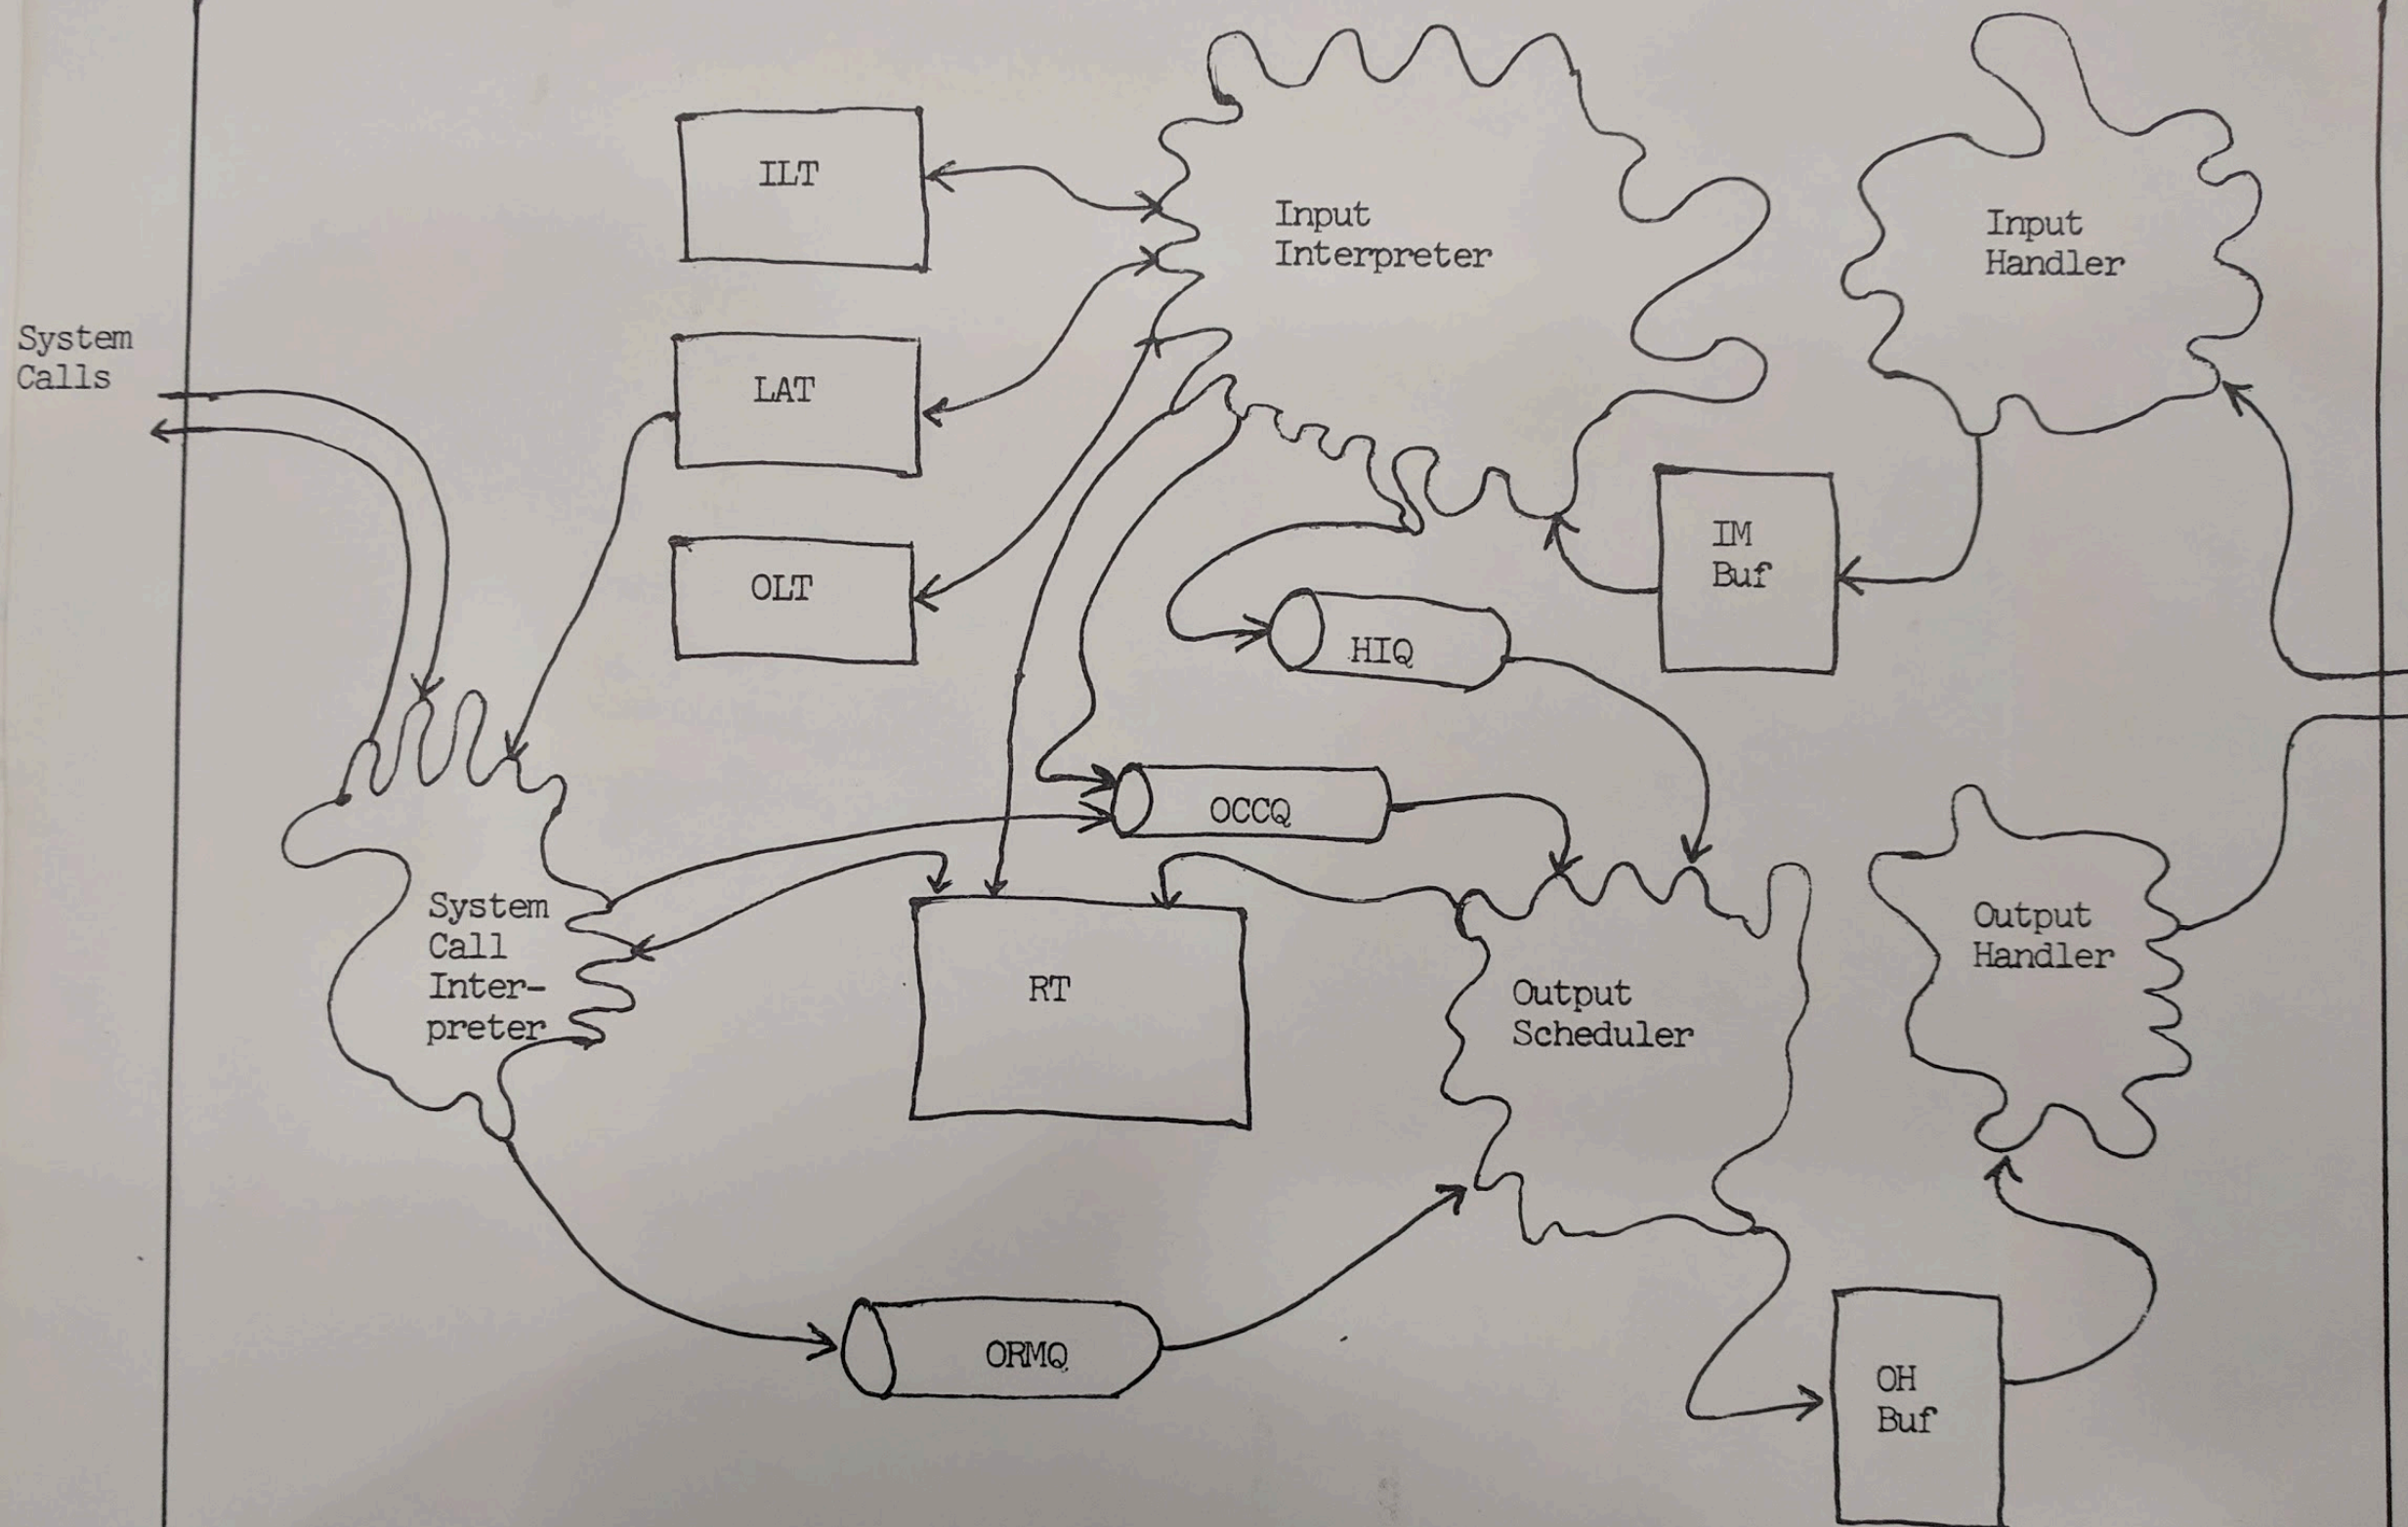 ILT
Input
Interpreter
Input
Handler
System
Calls
LAT
IM
Buf
OLT
HIQ
OCCQ
System
Call
Inter-
preter
RT
Output
Scheduler
Output
Handler
ORMQ
OH
Buf